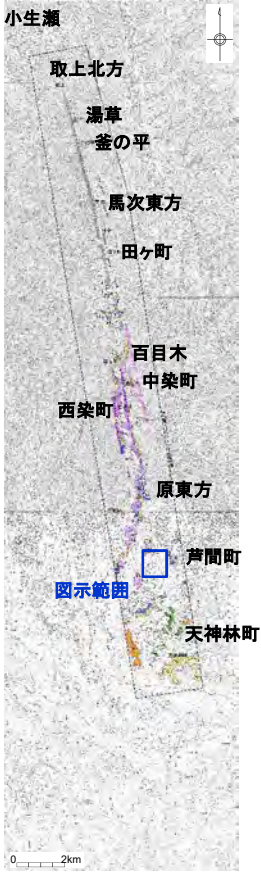 小生瀬
取上北方
湯草
釜の平
馬次東方
田ヶ町
百目木
中染町
西染町
原東方
芦間町
図示範囲
天神林町
0 2km